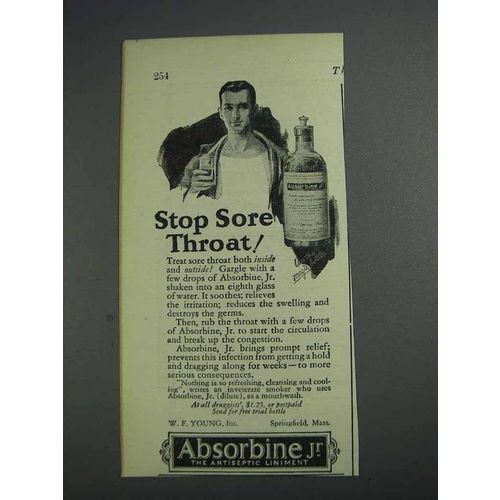 254
Absorbine Jr.
Stop Sore
Throat!
Treat sore throat both inside
and outside! Gargle with a
few drops of Absorbine, Jr.
shaken into an eighth glass
of water. It soothes; relieves
the irritation; reduces the swelling and
destroys the germs.
Then, rub the throat with a few drops
of Absorbine, Jr. to start the circulation
and break up the congestion.
Absorbine, Jr. brings prompt relief;
prevents this infection from getting a hold
and dragging along for weeks—to more
serious consequences.
"Nothing is so refreshing, cleansing and cool-
ing", writes an inveterate smoker who uses
Absorbine, Jr. (dilute), as a mouthwash.
At all druggists', $1.25, or postpaid
Send for free trial bottle
W. F. YOUNG, Inc. Springfield, Mass.
Absorbine Jr.
THE ANTISEPTIC LINIMENT